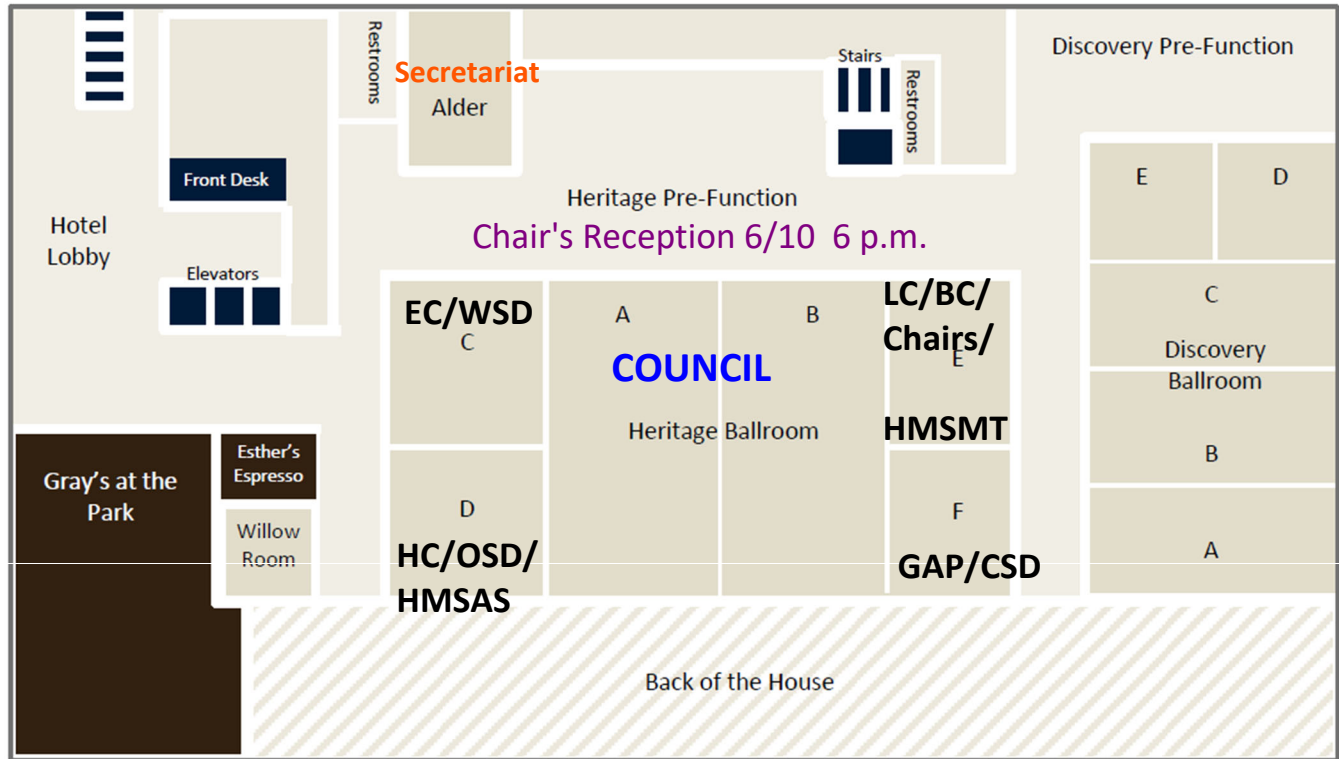 Restrooms
Secretariat
Alder
Stairs
Restrooms
Discovery Pre-Function
Front Desk
Hotel
Lobby
Elevators
Heritage Pre-Function
Chair's Reception 6/10 6 p.m.
E
D
C
Discovery
Ballroom
B
A
EC/WSD
C
A
B
LC/BC/
Chairs/
E
COUNCIL
Heritage Ballroom
HMSMT
D
HC/OSD/
HMSAS
F
GAP/CSD
Gray's at the
Park
Esther's
Espresso
Willow
Room
Back of the House